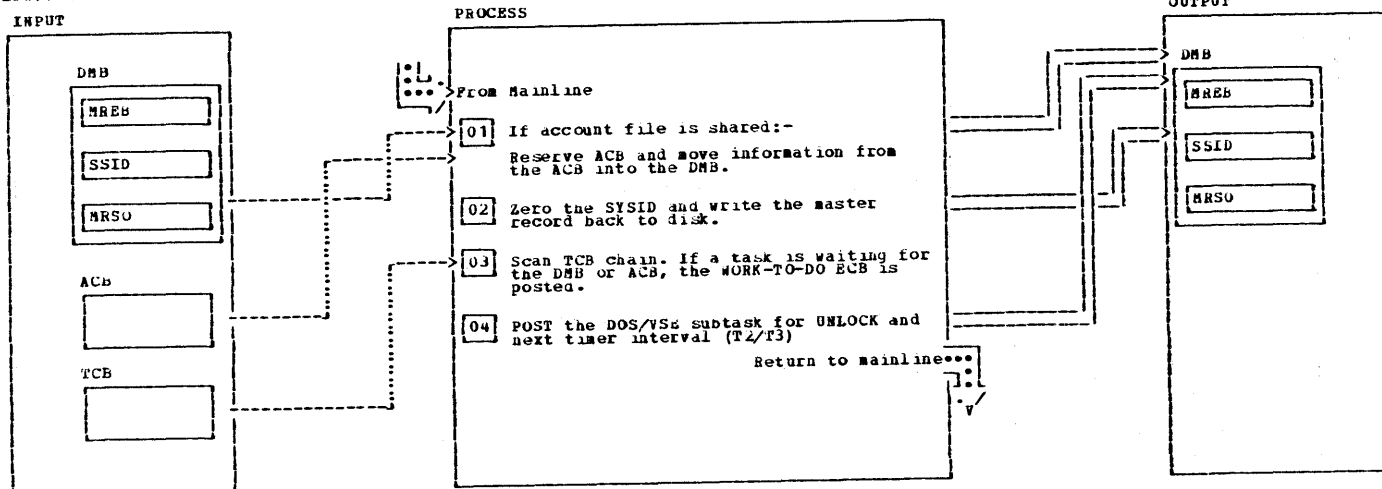 INPUT
DMB
MREB
SSID
MRSO
ACB
TCB
PROCESS
From Mainline
01 If account file is shared:-
Reserve ACB and move information from
the ACB into the DMB.
02 Zero the SYSID and write the master
record back to disk.
03 Scan TCB chain. If a task is waiting for
the DMB or ACB, the WORK-TO-DO ECB is
posted.
04 POST the DOS/VSE subtask for UNLOCK and
next timer interval (T2/T3)
Return to mainline
OUTPUT
DMB
MREB
SSID
MRSO